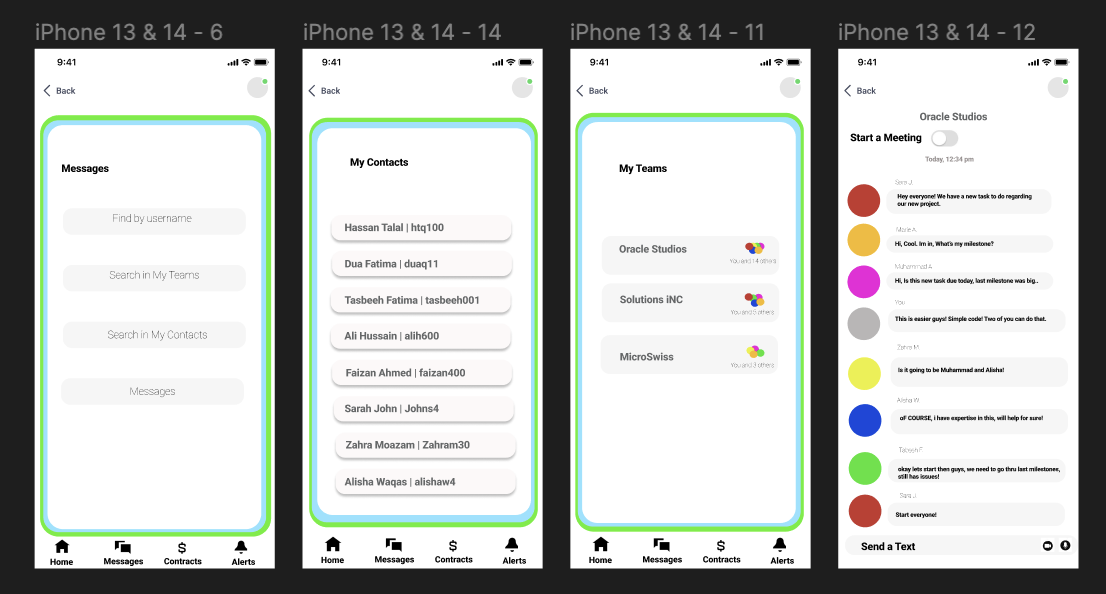 iPhone 13 & 14 - 6
9:41
Back
Messages
Find by username
Search in My Teams
Search in My Contacts
Messages
Home
Messages
Contracts
Alerts
iPhone 13 & 14 - 14
9:41
Back
My Contacts
Hassan Talal | htq100
Dua Fatima | duaq11
Tasbeeh Fatima | tasbeeh001
Ali Hussain | alih600
Faizan Ahmed | faizan400
Sarah John | Johns4
Zahra Moazam | Zahram30
Alisha Waqas | alishaw4
Home
Messages
Contracts
Alerts
iPhone 13 & 14 - 11
9:41
Back
My Teams
Oracle Studios
You and 14 others
Solutions iNC
You and 5 others
MicroSwiss
You and 3 others
Home
Messages
Contracts
Alerts
iPhone 13 & 14 - 12
9:41
Back
Oracle Studios
Start a Meeting
Today, 12:34 pm
Sara J.
Hey everyone! We have a new task to do regarding
our new project.
A.
Hi, Cool. Im in, What's my milestone?
Muhammad A
Hi, Is this new task due today, last milestone was big..
You
This is easier guys! Simple code! Two of you can do that.
Zahra M
Is it going to be Muhammad and Alisha!
Alisha W
oF COURSE, i have expertise in this, will help for sure!
F
okay lets start then guys, we need to go thru last milestones,
still has issues!
Sara J
Start everyone!
Send a Text